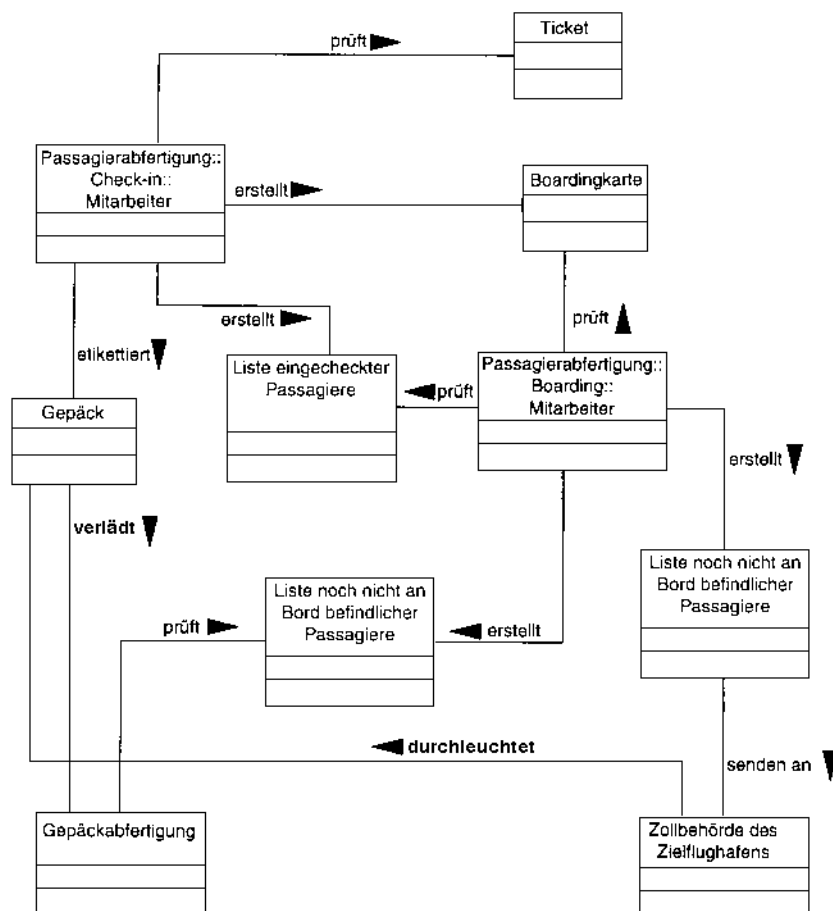 prüft
Ticket
Passagierabfertigung::
Check-in::
Mitarbeiter
erstellt
Boardingkarte
erstellt
prüft
etikettiert
Liste eingecheckter
Passagiere
prüft
Passagierabfertigung::
Boarding::
Mitarbeiter
Gepäck
erstellt
verlädt
Liste noch nicht an
Bord befindlicher
Passagiere
Liste noch nicht an
Bord befindlicher
Passagiere
prüft
erstellt
durchleuchtet
senden an
Gepäckabfertigung
Zollbehörde des
Zielflughafens